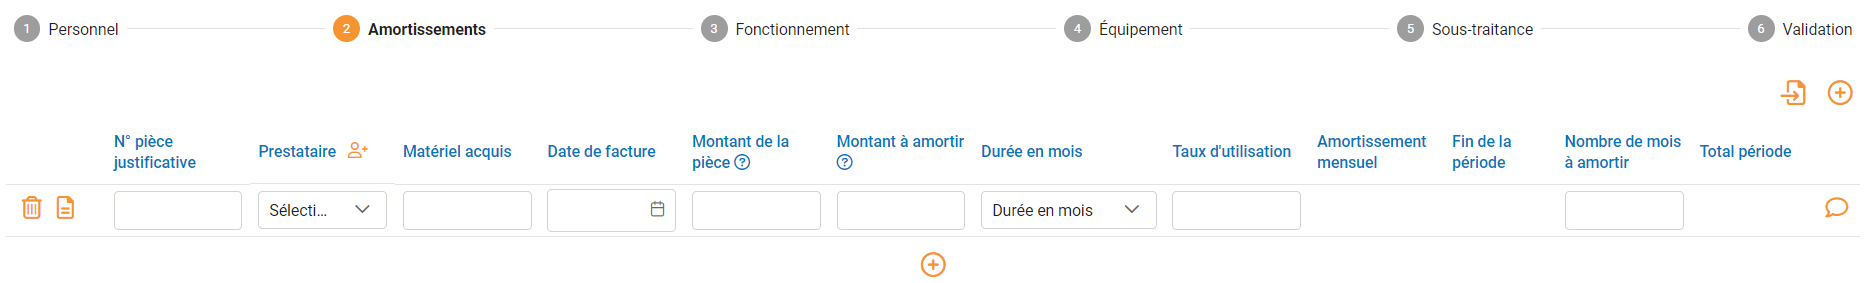 1 Personnel 2 Amortissements 3 Fonctionnement 4 Équipement 5 Sous-traitance 6 Validation
N° pièce justificative
Prestataire
Matériel acquis
Date de facture
Montant de la pièce ?
Montant à amortir ?
Durée en mois
Taux d'utilisation
Amortissement mensuel
Fin de la période
Nombre de mois à amortir
Total période
Sélecti...
Durée en mois